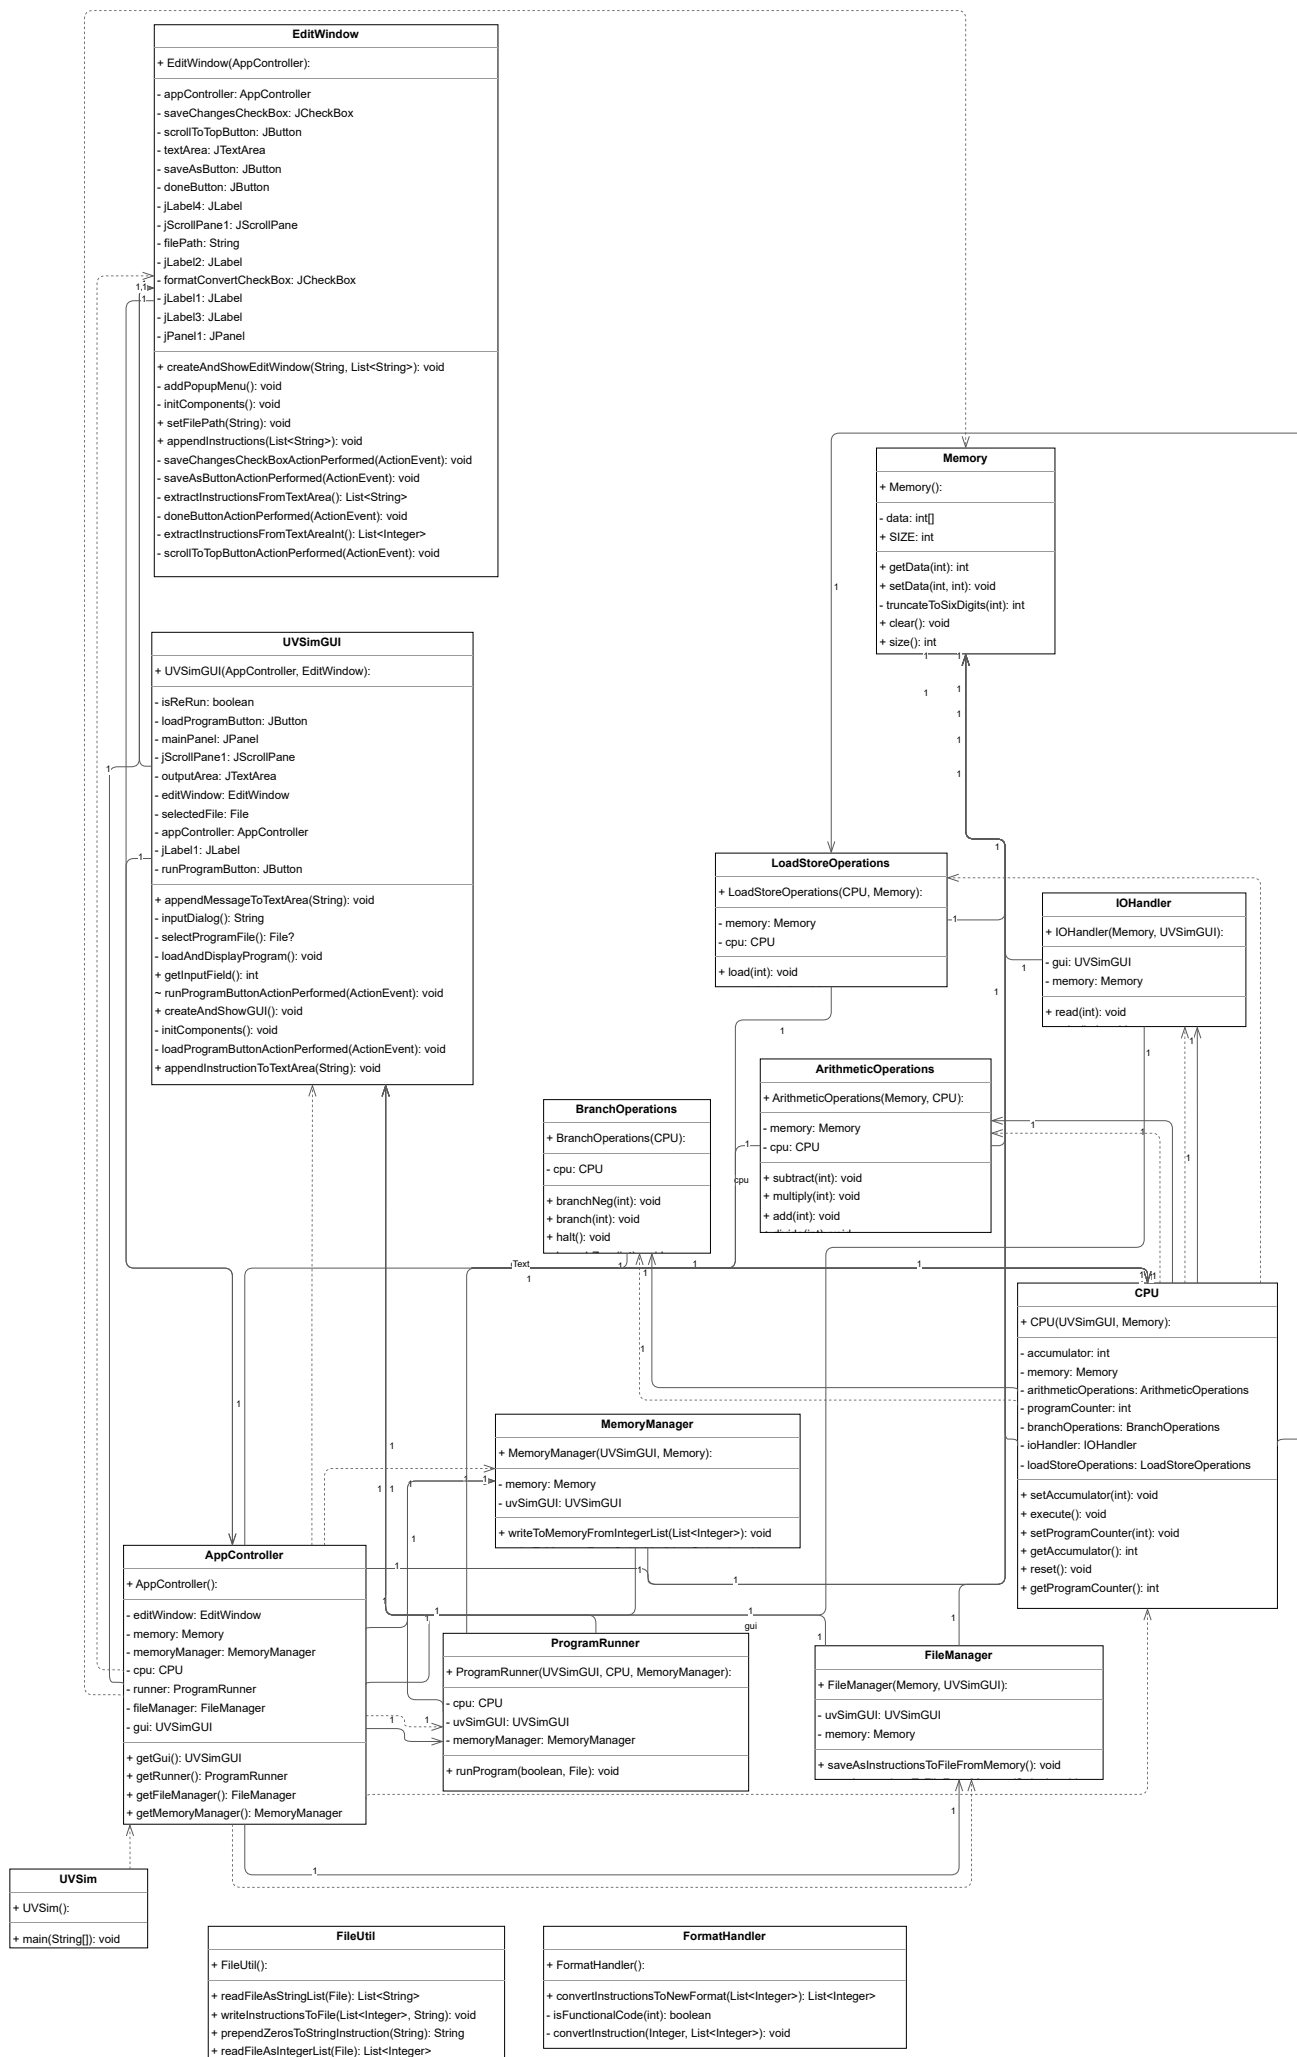 EditWindow
+ EditWindow(AppController):
- appController: AppController
- saveChangesCheckBox: JCheckBox
- scrollToTopButton: JButton
- textArea: JTextArea
- saveAsButton: JButton
- doneButton: JButton
- jLabel4: JLabel
- jScrollPane1: JScrollPane
- filePath: String
- jLabel2: JLabel
- formatConvertCheckBox: JCheckBox
- jLabel1: JLabel
- jLabel3: JLabel
- jPanel1: JPanel
+ createAndShowEditWindow(String, List<String>): void
- addPopupMenu(): void
- initComponents(): void
+ setFilePath(String): void
+ appendInstructions(List<String>): void
- saveChangesCheckBoxActionPerformed(ActionEvent): void
- saveAsButtonActionPerformed(ActionEvent): void
- extractInstructionsFromTextArea(): List<String>
- doneButtonActionPerformed(ActionEvent): void
- extractInstructionsFromTextAreaInt(): List<Integer>
- scrollToTopButtonActionPerformed(ActionEvent): void
Memory
+ Memory():
- data: int[]
+ SIZE: int
+ getData(int): int
+ setData(int, int): void
- truncateToSixDigits(int): int
+ clear(): void
+ size(): int
UVSimGUI
+ UVSimGUI(AppController, EditWindow):
- isReRun: boolean
- loadProgramButton: JButton
- mainPanel: JPanel
- jScrollPane1: JScrollPane
- outputArea: JTextArea
- editWindow: EditWindow
- selectedFile: File
- appController: AppController
- jLabel1: JLabel
- runProgramButton: JButton
+ appendMessageToTextArea(String): void
- inputDialog(): String
- selectProgramFile(): File?
- loadAndDisplayProgram(): void
+ getInputField(): int
~ runProgramButtonActionPerformed(ActionEvent): void
+ createAndShowGUI(): void
- initComponents(): void
- loadProgramButtonActionPerformed(ActionEvent): void
+ appendInstructionToTextArea(String): void
LoadStoreOperations
+ LoadStoreOperations(CPU, Memory):
- memory: Memory
- cpu: CPU
+ load(int): void
IOHandler
+ IOHandler(Memory, UVSimGUI):
- gui: UVSimGUI
- memory: Memory
+ read(int): void
ArithmeticOperations
+ ArithmeticOperations(Memory, CPU):
- memory: Memory
- cpu: CPU
+ subtract(int): void
+ multiply(int): void
+ add(int): void
BranchOperations
+ BranchOperations(CPU):
- cpu: CPU
+ branchNeg(int): void
+ branch(int): void
+ halt(): void
cpu
Text
CPU
+ CPU(UVSimGUI, Memory):
- accumulator: int
- memory: Memory
- arithmeticOperations: ArithmeticOperations
- programCounter: int
- branchOperations: BranchOperations
- ioHandler: IOHandler
- loadStoreOperations: LoadStoreOperations
+ setAccumulator(int): void
+ execute(): void
+ setProgramCounter(int): void
+ getAccumulator(): int
+ reset(): void
+ getProgramCounter(): int
MemoryManager
+ MemoryManager(UVSimGUI, Memory):
- memory: Memory
- uvSimGUI: UVSimGUI
+ writeToMemoryFromIntegerList(List<Integer>): void
AppController
+ AppController():
- editWindow: EditWindow
- memory: Memory
- memoryManager: MemoryManager
- cpu: CPU
- runner: ProgramRunner
- fileManager: FileManager
- gui: UVSimGUI
+ getGui(): UVSimGUI
+ getRunner(): ProgramRunner
+ getFileManager(): FileManager
+ getMemoryManager(): MemoryManager
gui
ProgramRunner
+ ProgramRunner(UVSimGUI, CPU, MemoryManager):
- cpu: CPU
- uvSimGUI: UVSimGUI
- memoryManager: MemoryManager
+ runProgram(boolean, File): void
FileManager
+ FileManager(Memory, UVSimGUI):
- uvSimGUI: UVSimGUI
- memory: Memory
+ saveAsInstructionsToFileFromMemory(): void
UVSim
+ UVSim():
+ main(String[]): void
FileUtil
+ FileUtil():
+ readFileAsStringList(File): List<String>
+ writeInstructionsToFile(List<Integer>, String): void
+ prependZerosToStringInstruction(String): String
+ readFileAsIntegerList(File): List<Integer>
FormatHandler
+ FormatHandler():
+ convertInstructionsToNewFormat(List<Integer>): List<Integer>
- isFunctionalCode(int): boolean
- convertInstruction(Integer, List<Integer>): void